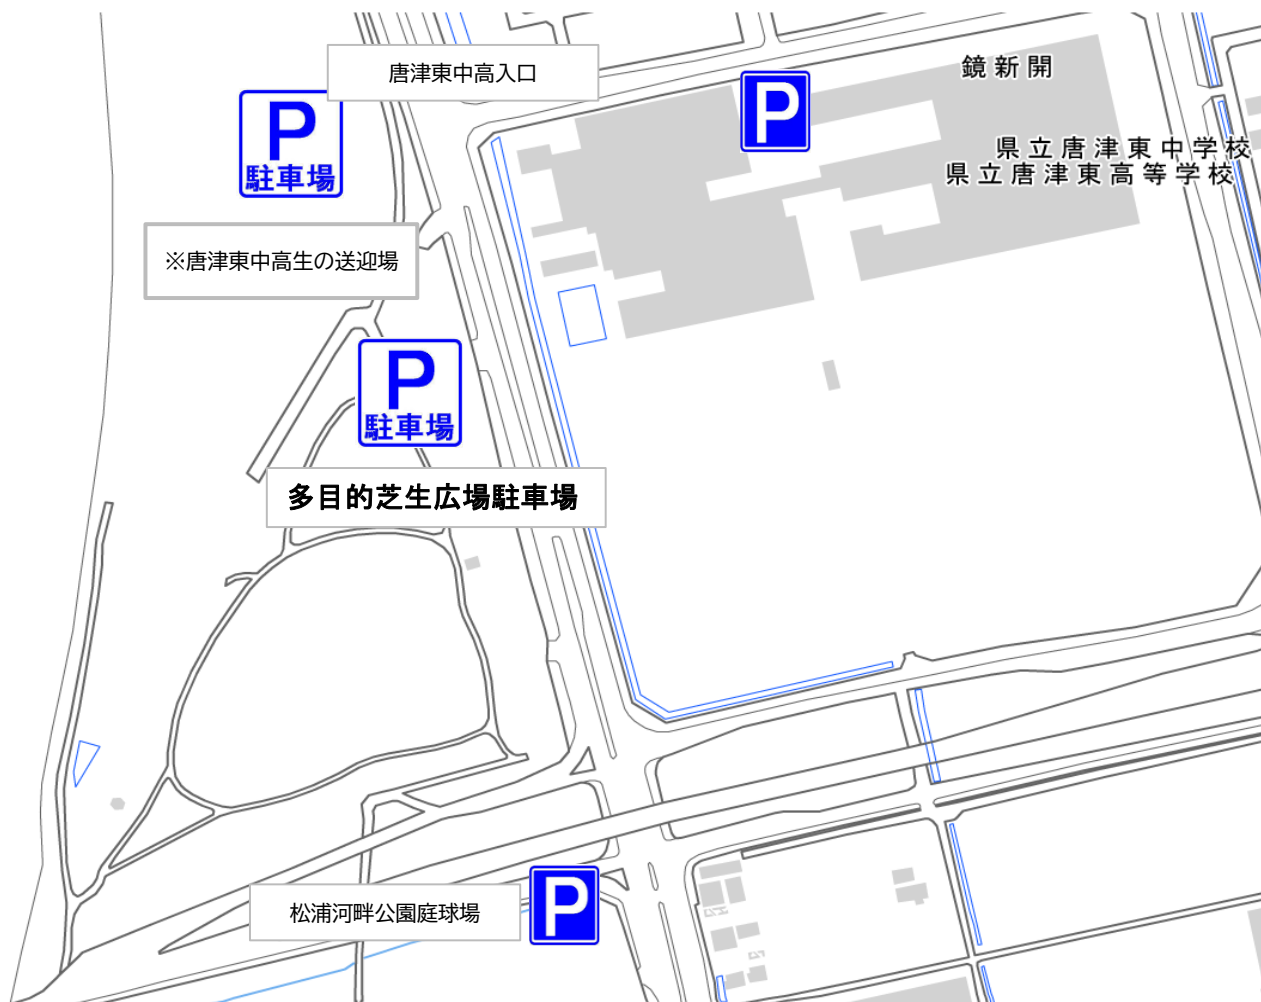 唐津東中高入口
鏡新開
P
P
駐車場
県立唐津東中学校
県立唐津東高等学校
※唐津東中高生の送迎場
P
駐車場
多目的芝生広場駐車場
松浦河畔公園庭球場
P